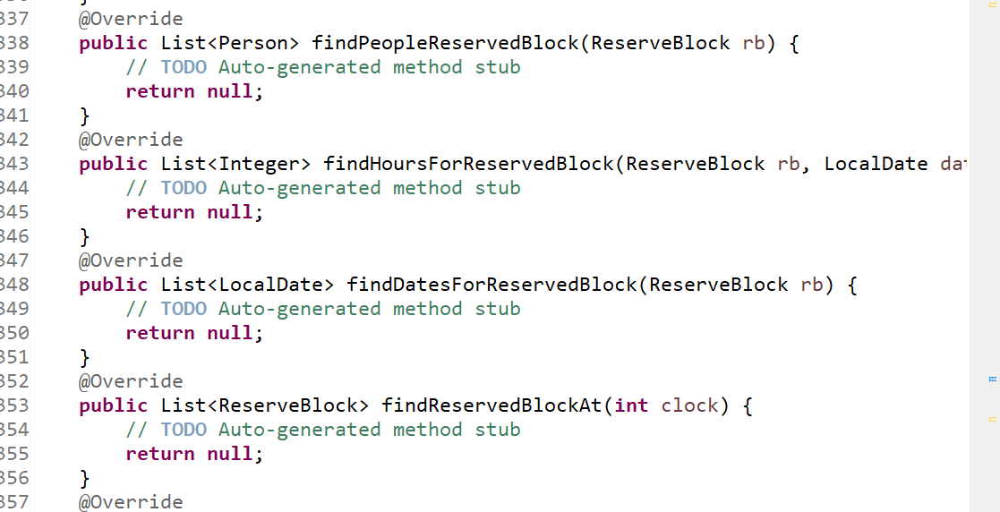 337 @Override
338 public List<Person> findPeopleReservedBlock(ReserveBlock rb) {
339 // TODO Auto-generated method stub
340 return null;
341 }
342 @Override
343 public List<Integer> findHoursForReservedBlock(ReserveBlock rb, LocalDate
344 // TODO Auto-generated method stub
345 return null;
346 }
347 @Override
348 public List<LocalDate> findDatesForReservedBlock(ReserveBlock rb) {
349 // TODO Auto-generated method stub
350 return null;
351 }
352 @Override
353 public List<ReserveBlock> findReservedBlockAt(int clock) {
354 // TODO Auto-generated method stub
355 return null;
356 }
357 @Override